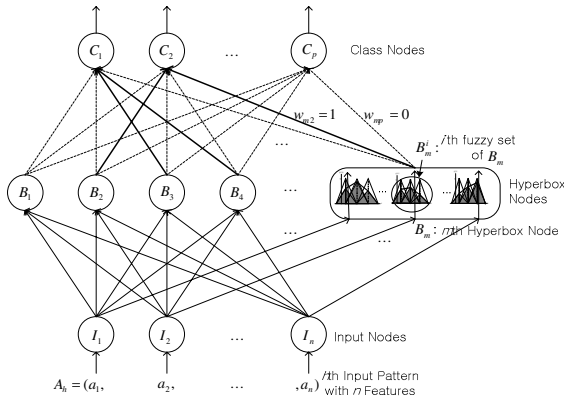 C₁ C₂ ... Cₚ Class Nodes
wₘ₂ = 1 wₘₚ = 0
...
Bₘⁱ : ith fuzzy set
of Bₘ
B₁ B₂ B₃ B₄ ... ... ... Hyperbox
Nodes
... ... Bₘ : mth Hyperbox Node
I₁ I₂ ... Iₙ Input Nodes
Aₕ = (a₁, a₂, ... , aₙ) hth Input Pattern
with n Features